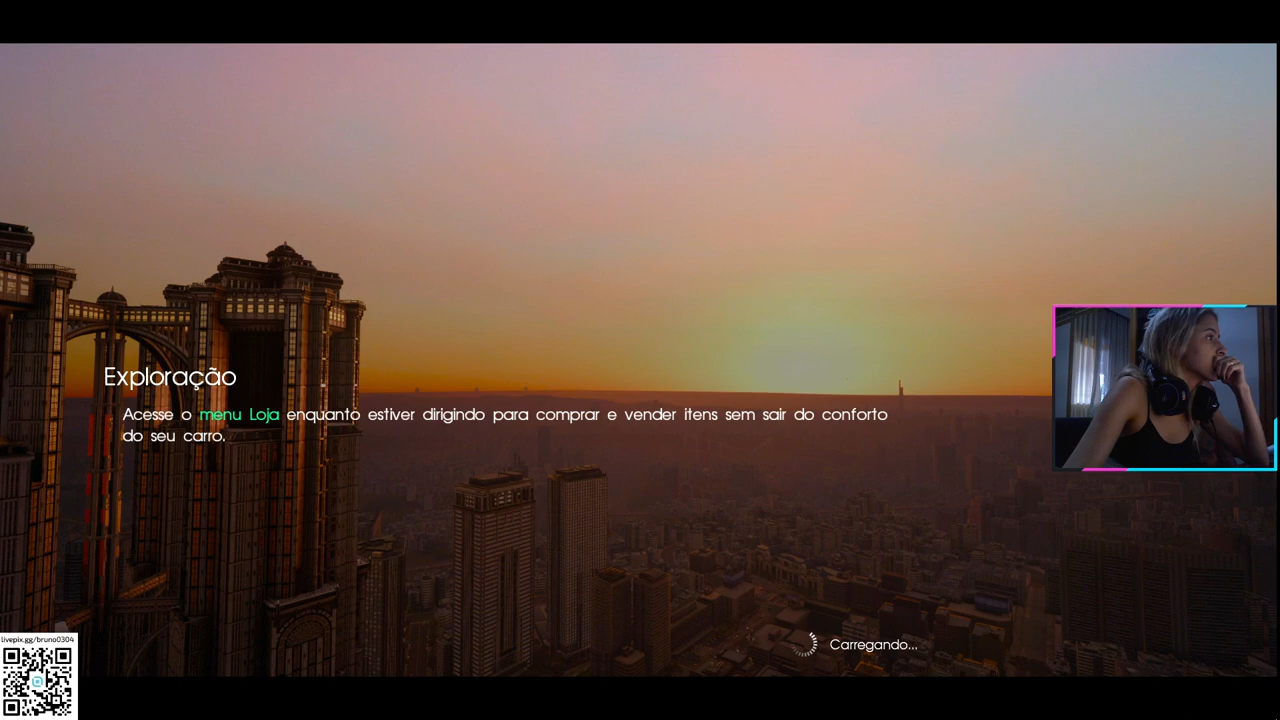 Exploração
Acesse o menu Loja enquanto estiver dirigindo para comprar e vender itens sem sair do conforto
do seu carro.
livepix.gg/bruno0304
Carregando...